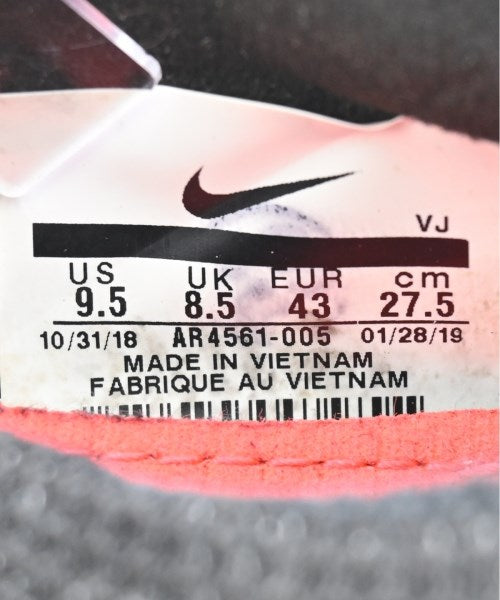 VJ
US UK EUR cm
9.5 8.5 43 27.5
10/31/18 AR4561-005 01/28/19
MADE IN VIETNAM
FABRIQUE AU VIETNAM